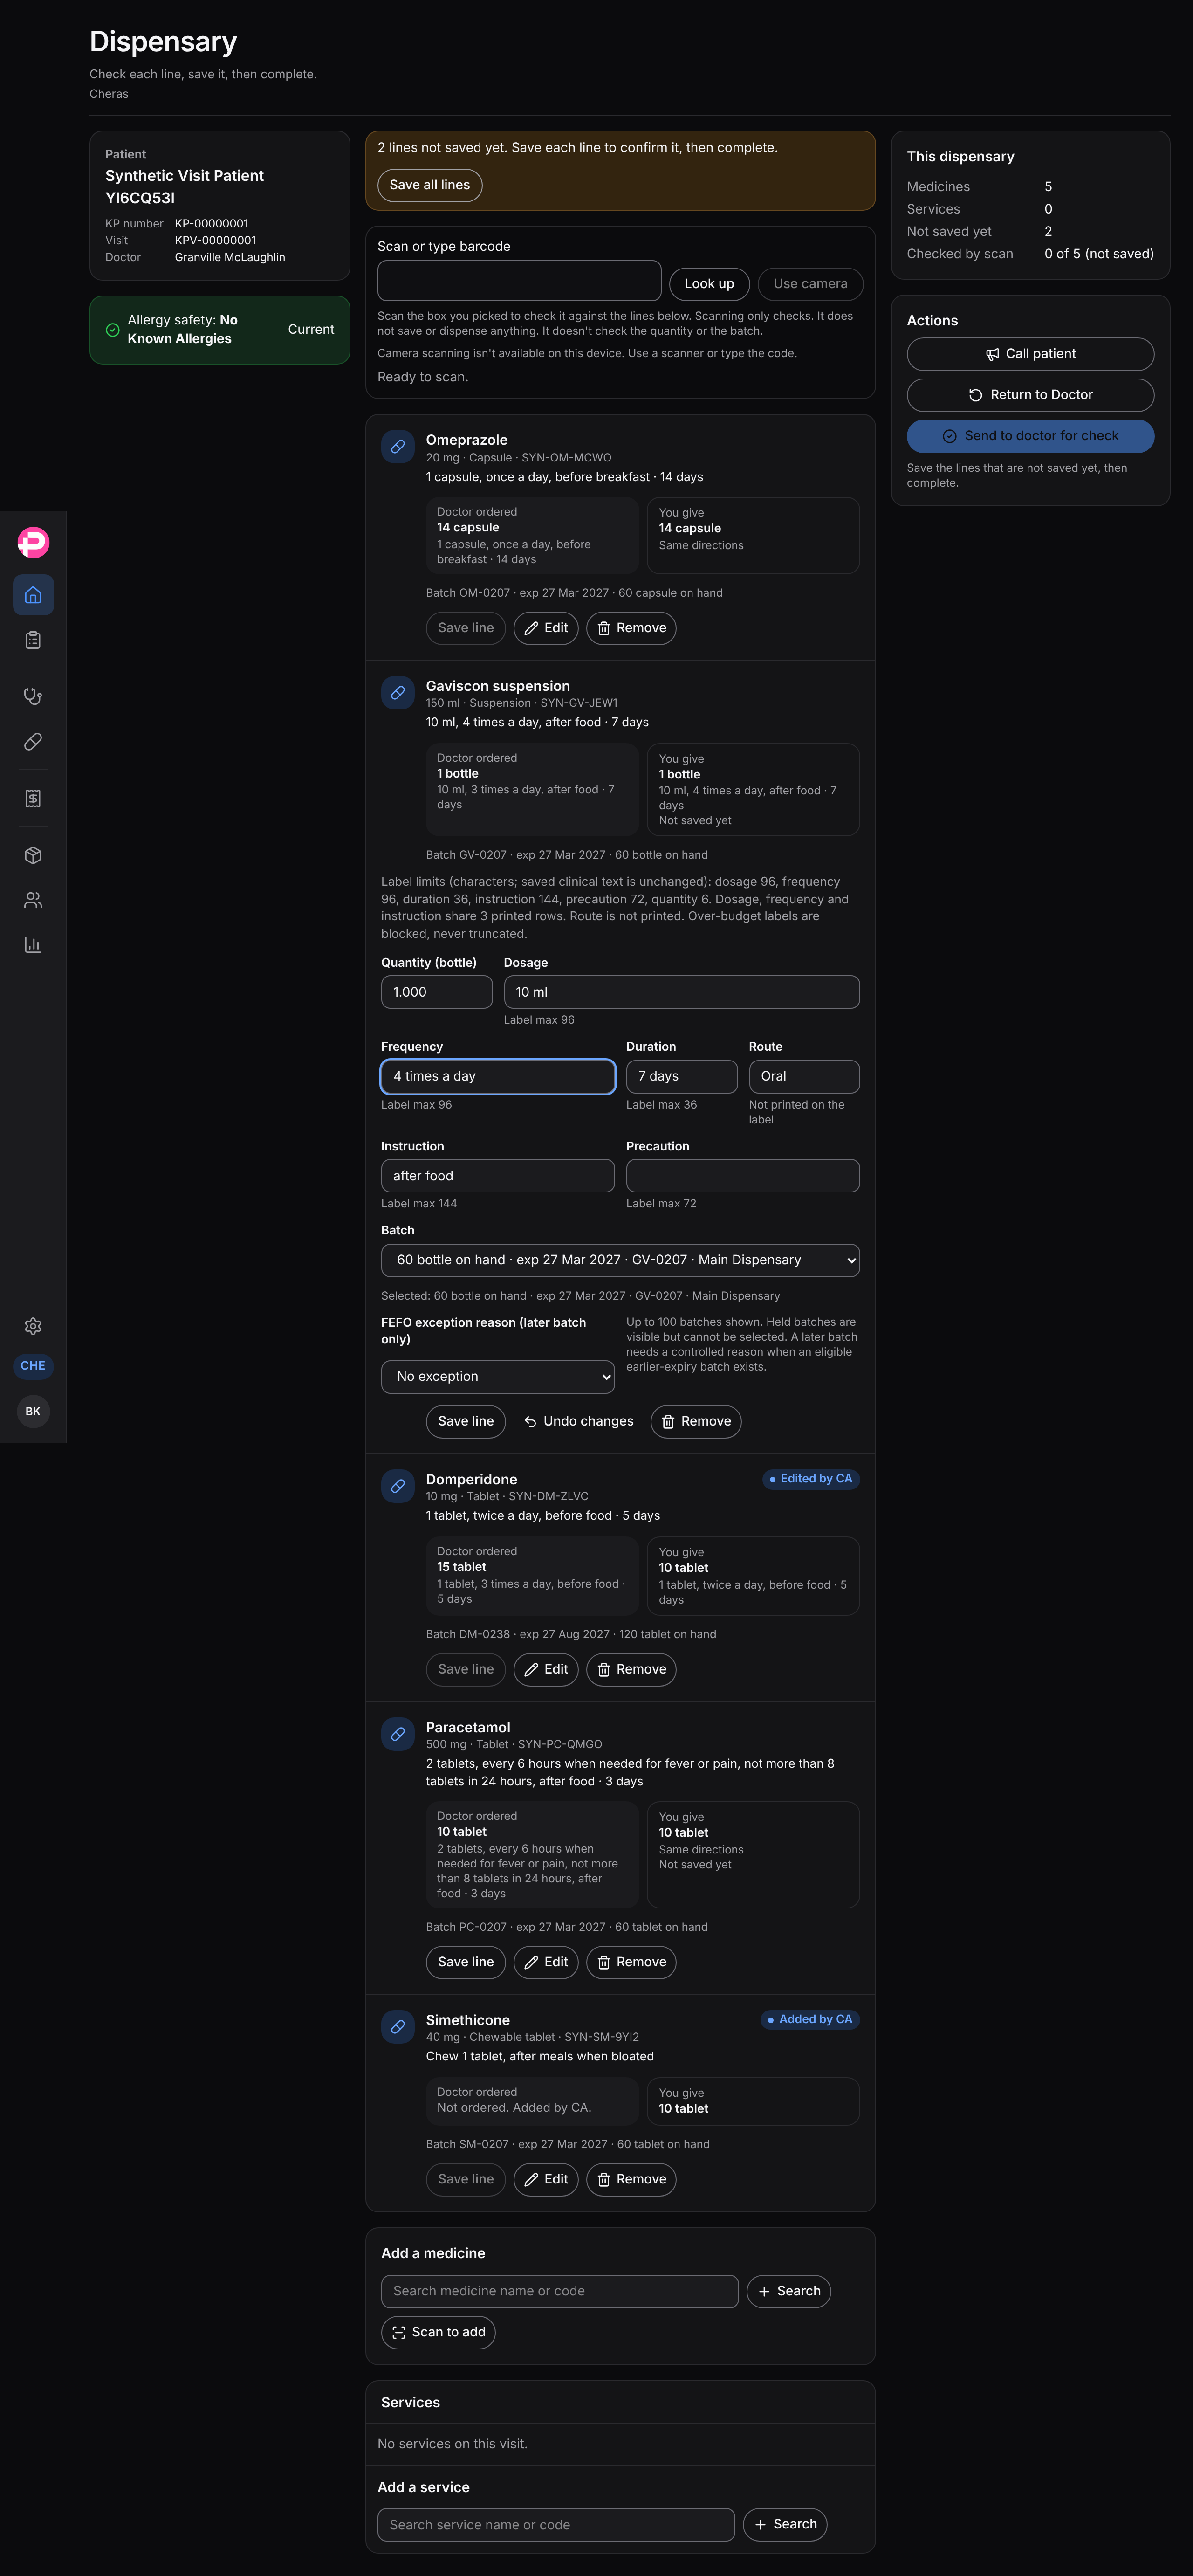 Dispensary
Check each line, save it, then complete.
Cheras
Patient
Synthetic Visit Patient
YI6CQ53I
KP number KP-00000001
Visit KPV-00000001
Doctor Granville McLaughlin
Allergy safety: No
Known Allergies
Current
CHE
BK
2 lines not saved yet. Save each line to confirm it, then complete.
Save all lines
Scan or type barcode
Look up
Use camera
Scan the box you picked to check it against the lines below. Scanning only checks. It does
not save or dispense anything. It doesn't check the quantity or the batch.
Camera scanning isn't available on this device. Use a scanner or type the code.
Ready to scan.
Omeprazole
20 mg · Capsule · SYN-OM-MCWO
1 capsule, once a day, before breakfast · 14 days
Doctor ordered
14 capsule
1 capsule, once a day, before
breakfast · 14 days
You give
14 capsule
Same directions
Batch OM-0207 · exp 27 Mar 2027 · 60 capsule on hand
Save line
Edit
Remove
Gaviscon suspension
150 ml · Suspension · SYN-GV-JEW1
10 ml, 4 times a day, after food · 7 days
Doctor ordered
1 bottle
10 ml, 3 times a day, after food · 7
days
You give
1 bottle
10 ml, 4 times a day, after food · 7
days
Not saved yet
Batch GV-0207 · exp 27 Mar 2027 · 60 bottle on hand
Label limits (characters; saved clinical text is unchanged): dosage 96, frequency
96, duration 36, instruction 144, precaution 72, quantity 6. Dosage, frequency and
instruction share 3 printed rows. Route is not printed. Over-budget labels are
blocked, never truncated.
Quantity (bottle)
1.000
Dosage
10 ml
Label max 96
Frequency
4 times a day
Label max 96
Duration
7 days
Label max 36
Route
Oral
Not printed on the
label
Instruction
after food
Label max 144
Precaution
Label max 72
Batch
60 bottle on hand · exp 27 Mar 2027 · GV-0207 · Main Dispensary
Selected: 60 bottle on hand · exp 27 Mar 2027 · GV-0207 · Main Dispensary
FEFO exception reason (later batch
only)
No exception
Up to 100 batches shown. Held batches are
visible but cannot be selected. A later batch
needs a controlled reason when an eligible
earlier-expiry batch exists.
Save line
Undo changes
Remove
Domperidone
Edited by CA
10 mg · Tablet · SYN-DM-ZLVC
1 tablet, twice a day, before food · 5 days
Doctor ordered
15 tablet
1 tablet, 3 times a day, before food ·
5 days
You give
10 tablet
1 tablet, twice a day, before food · 5
days
Batch DM-0238 · exp 27 Aug 2027 · 120 tablet on hand
Save line
Edit
Remove
Paracetamol
500 mg · Tablet · SYN-PC-QMGO
2 tablets, every 6 hours when needed for fever or pain, not more than 8
tablets in 24 hours, after food · 3 days
Doctor ordered
10 tablet
2 tablets, every 6 hours when
needed for fever or pain, not more
than 8 tablets in 24 hours, after
food · 3 days
You give
10 tablet
Same directions
Not saved yet
Batch PC-0207 · exp 27 Mar 2027 · 60 tablet on hand
Save line
Edit
Remove
Simethicone
Added by CA
40 mg · Chewable tablet · SYN-SM-9YI2
Chew 1 tablet, after meals when bloated
Doctor ordered
Not ordered. Added by CA.
You give
10 tablet
Batch SM-0207 · exp 27 Mar 2027 · 60 tablet on hand
Save line
Edit
Remove
Add a medicine
Search medicine name or code
Search
Scan to add
Services
No services on this visit.
Add a service
Search service name or code
Search
This dispensary
Medicines 5
Services 0
Not saved yet 2
Checked by scan 0 of 5 (not saved)
Actions
Call patient
Return to Doctor
Send to doctor for check
Save the lines that are not saved yet, then
complete.